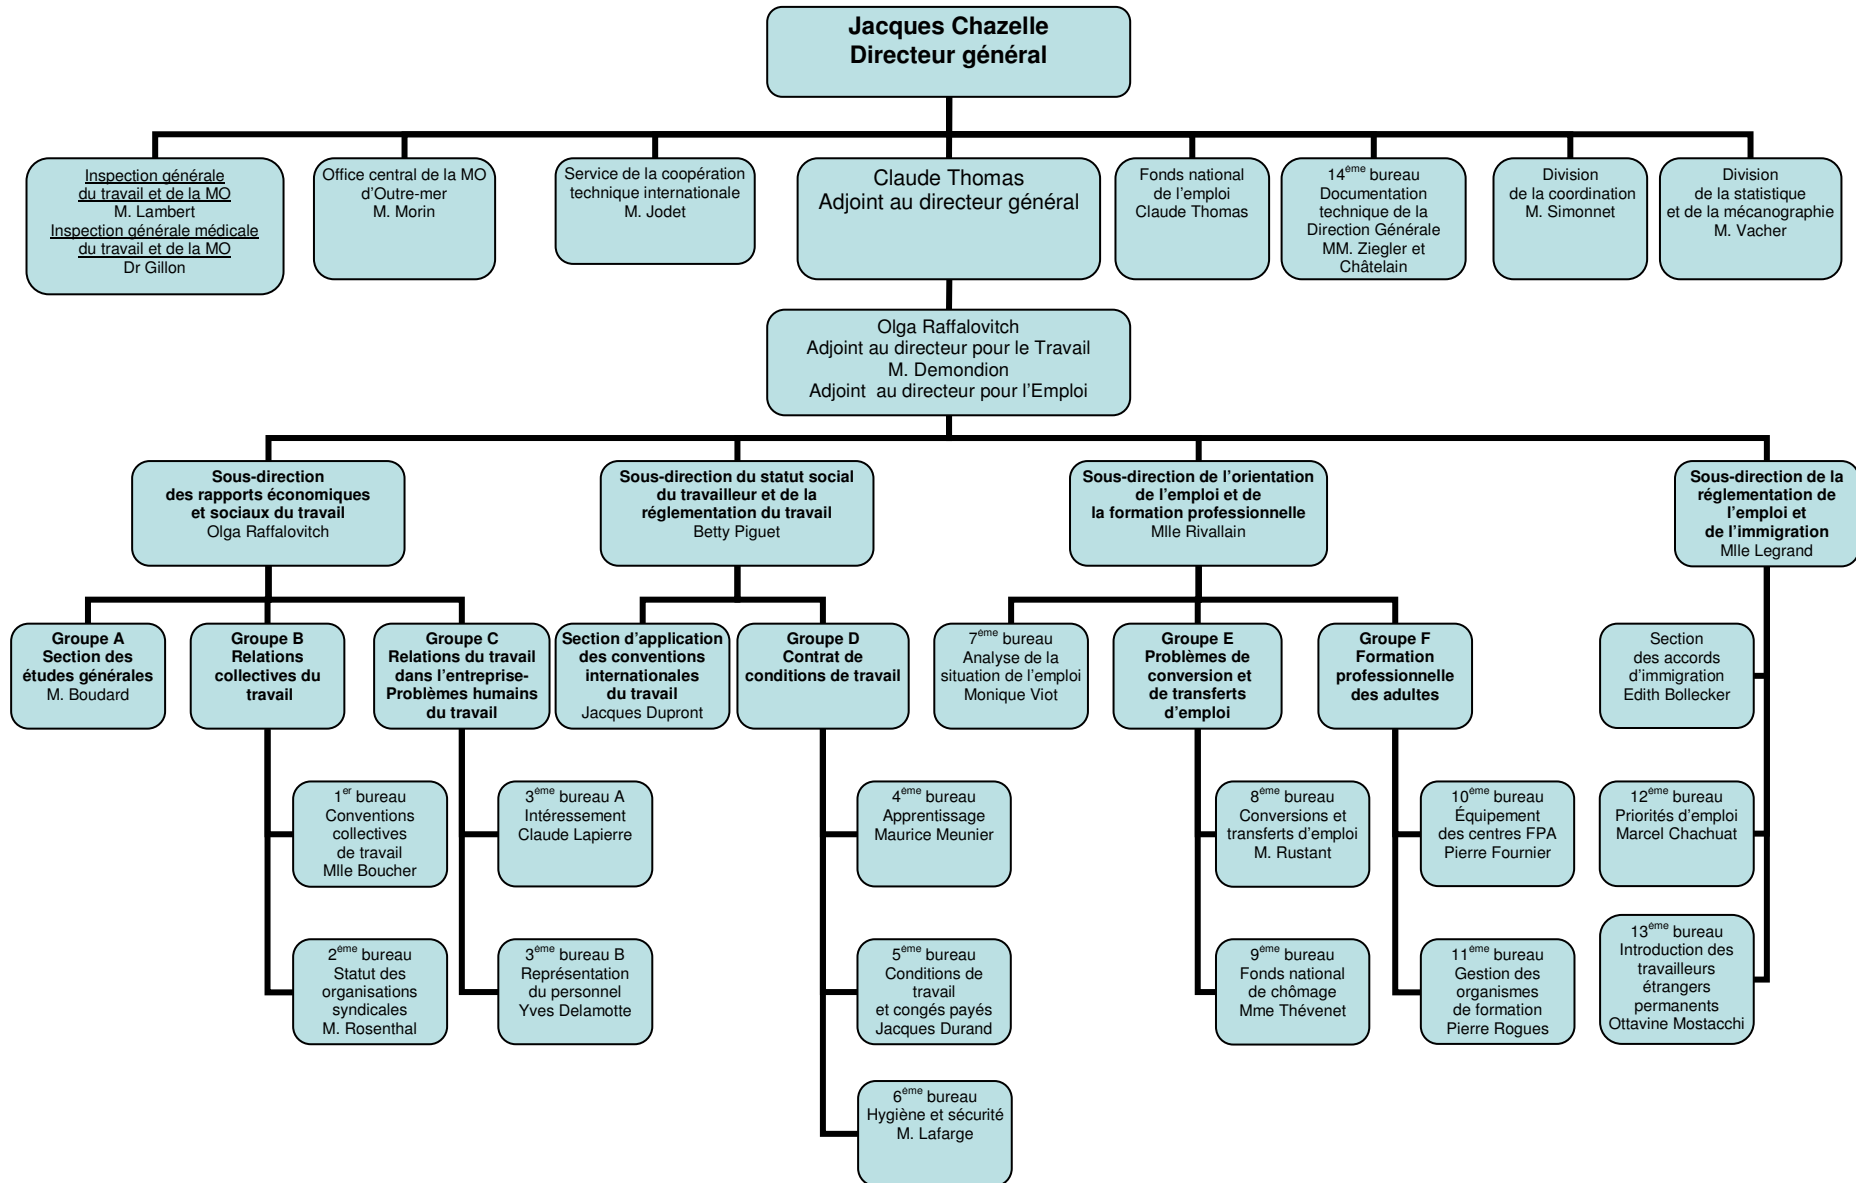 Jacques Chazelle
Directeur général
Inspection générale
du travail et de la MO
M. Lambert
Inspection générale médicale
du travail et de la MO
Dr Gillon
Office central de la MO
d'Outre-mer
M. Morin
Service de la coopération
technique internationale
M. Jodet
Claude Thomas
Adjoint au directeur général
Fonds national
de l'emploi
Claude Thomas
14ème bureau
Documentation
technique de la
Direction Générale
MM. Ziegler et
Châtelain
Division
de la coordination
M. Simonnet
Division
de la statistique
et de la mécanographie
M. Vacher
Olga Raffalovitch
Adjoint au directeur pour le Travail
M. Demondion
Adjoint au directeur pour l'Emploi
Sous-direction
des rapports économiques
et sociaux du travail
Olga Raffalovitch
Sous-direction du statut social
du travailleur et de la
réglementation du travail
Betty Piguet
Sous-direction de l'orientation
de l'emploi et de
la formation professionnelle
Mlle Rivallain
Sous-direction de la
réglementation de
l'emploi et
de l'immigration
Mlle Legrand
Groupe A
Section des
études générales
M. Boudard
Groupe B
Relations
collectives du
travail
Groupe C
Relations du travail
dans l'entreprise-
Problèmes humains
du travail
Section d'application
des conventions
internationales
du travail
Jacques Dupront
Groupe D
Contrat de
conditions de travail
7ème bureau
Analyse de la
situation de l'emploi
Monique Viot
Groupe E
Problèmes de
conversion et
de transferts
d'emploi
Groupe F
Formation
professionnelle
des adultes
Section
des accords
d'immigration
Edith Bollecker
1er bureau
Conventions
collectives
de travail
Mlle Boucher
3ème bureau A
Intéressement
Claude Lapierre
4ème bureau
Apprentissage
Maurice Meunier
8ème bureau
Conversions et
transferts d'emploi
M. Rustant
10ème bureau
Équipement
des centres FPA
Pierre Fournier
12ème bureau
Priorités d'emploi
Marcel Chachuat
2ème bureau
Statut des
organisations
syndicales
M. Rosenthal
3ème bureau B
Représentation
du personnel
Yves Delamotte
5ème bureau
Conditions de
travail
et congés payés
Jacques Durand
9ème bureau
Fonds national
de chômage
Mme Thévenet
11ème bureau
Gestion des
organismes
de formation
Pierre Rogues
13ème bureau
Introduction des
travailleurs
étrangers
permanents
Ottavine Mostacchi
6ème bureau
Hygiène et sécurité
M. Lafarge